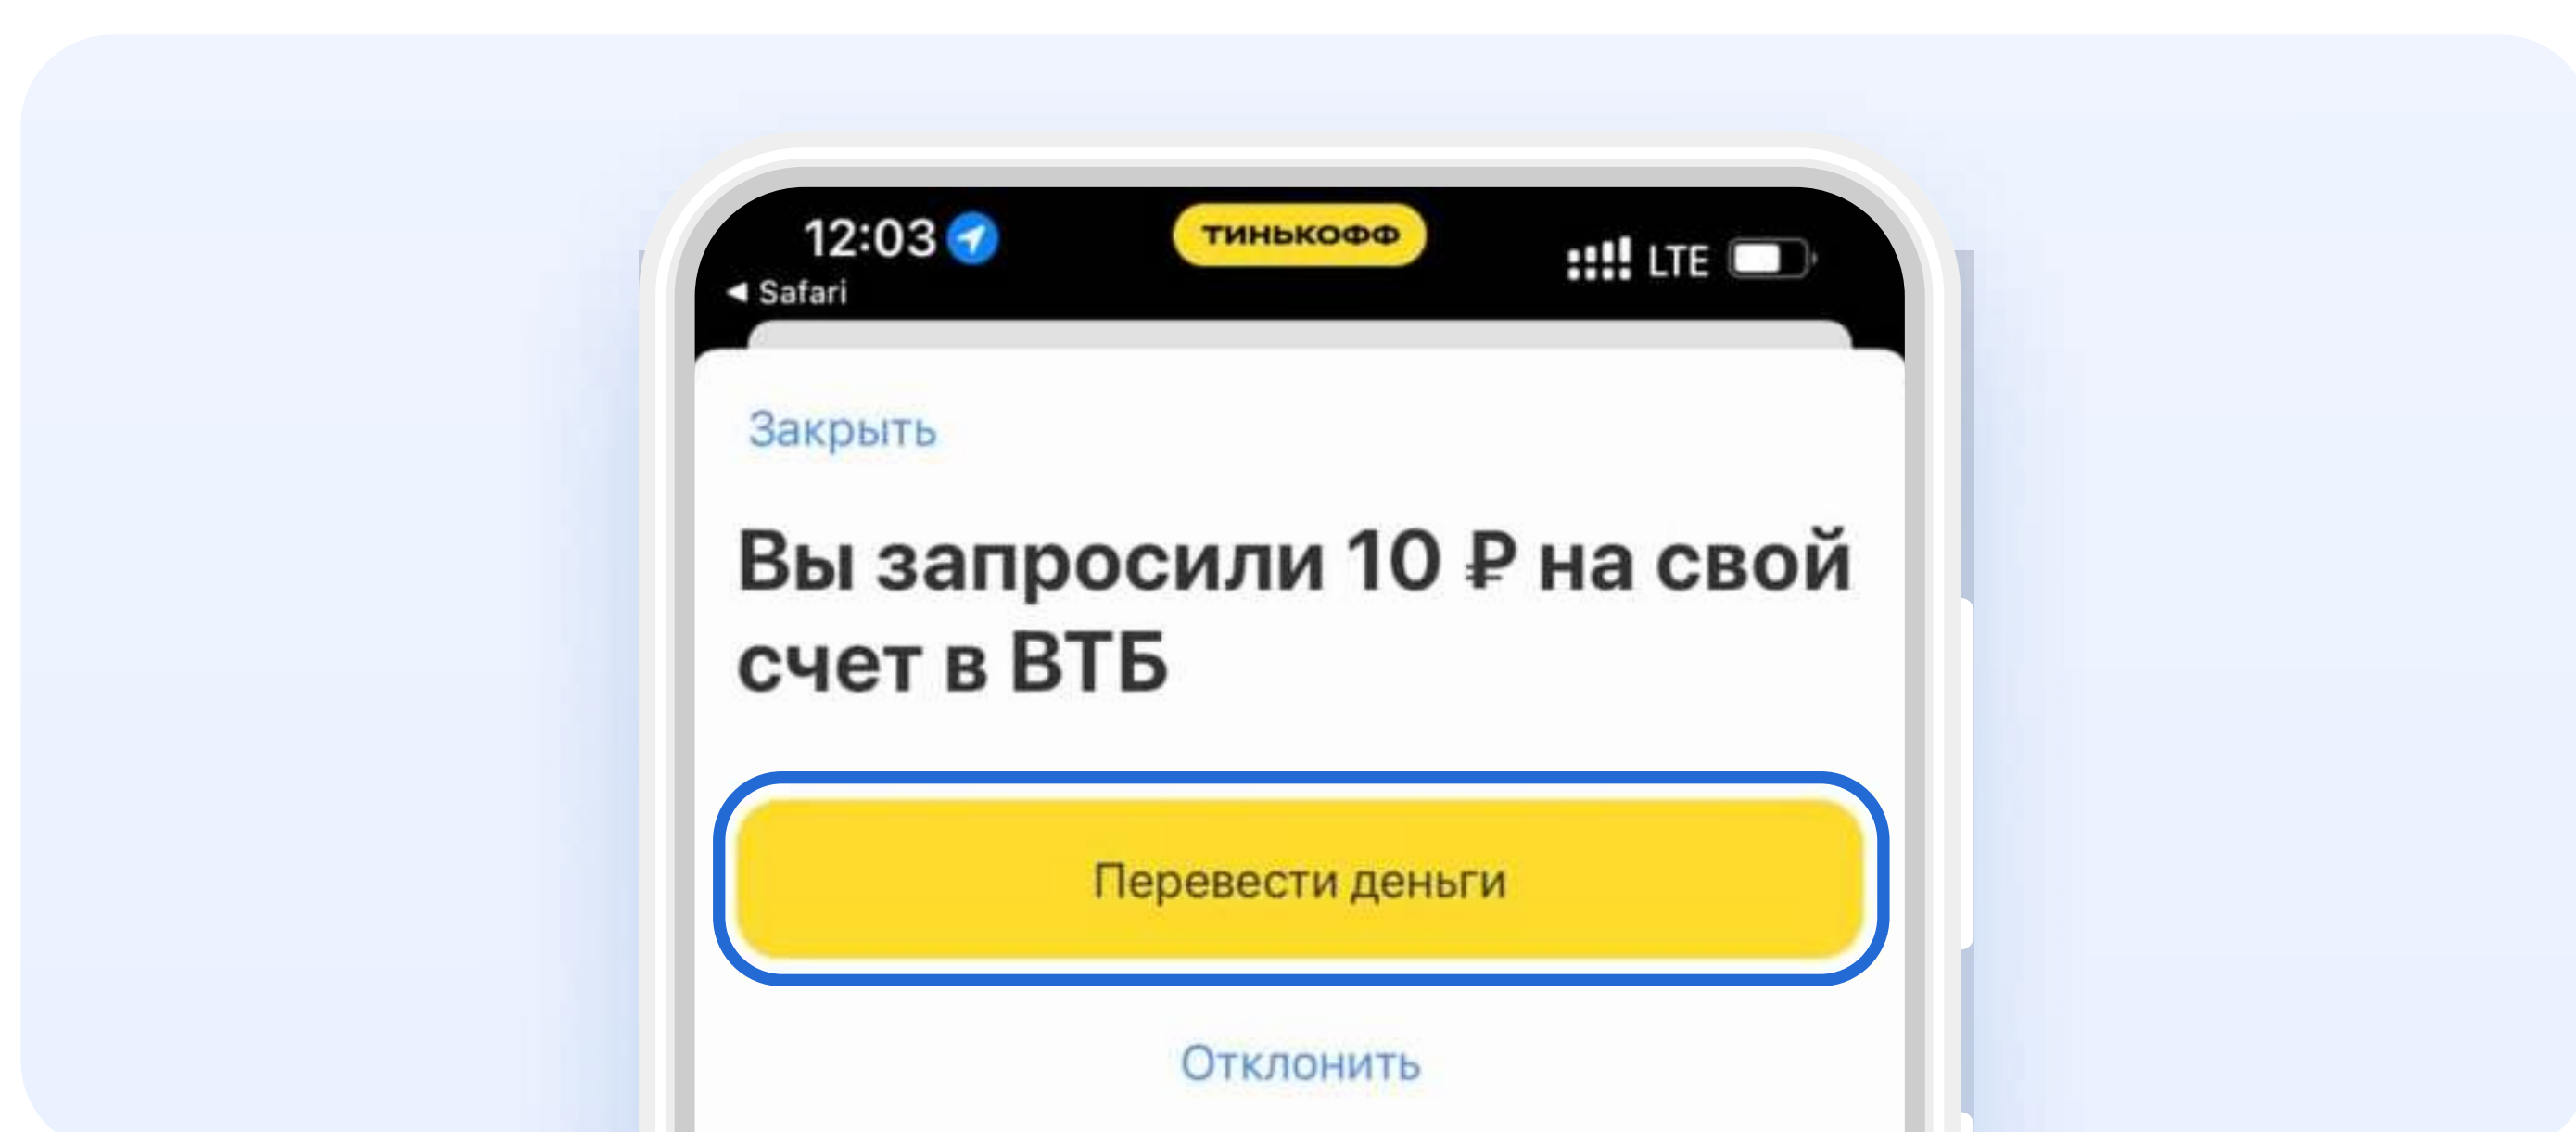 12:03
ТИНЬКОФФ
LTE
Safari
Закрыть
Вы запросили 10 ₽ на свой
счет в ВТБ
Перевести деньги
Отклонить